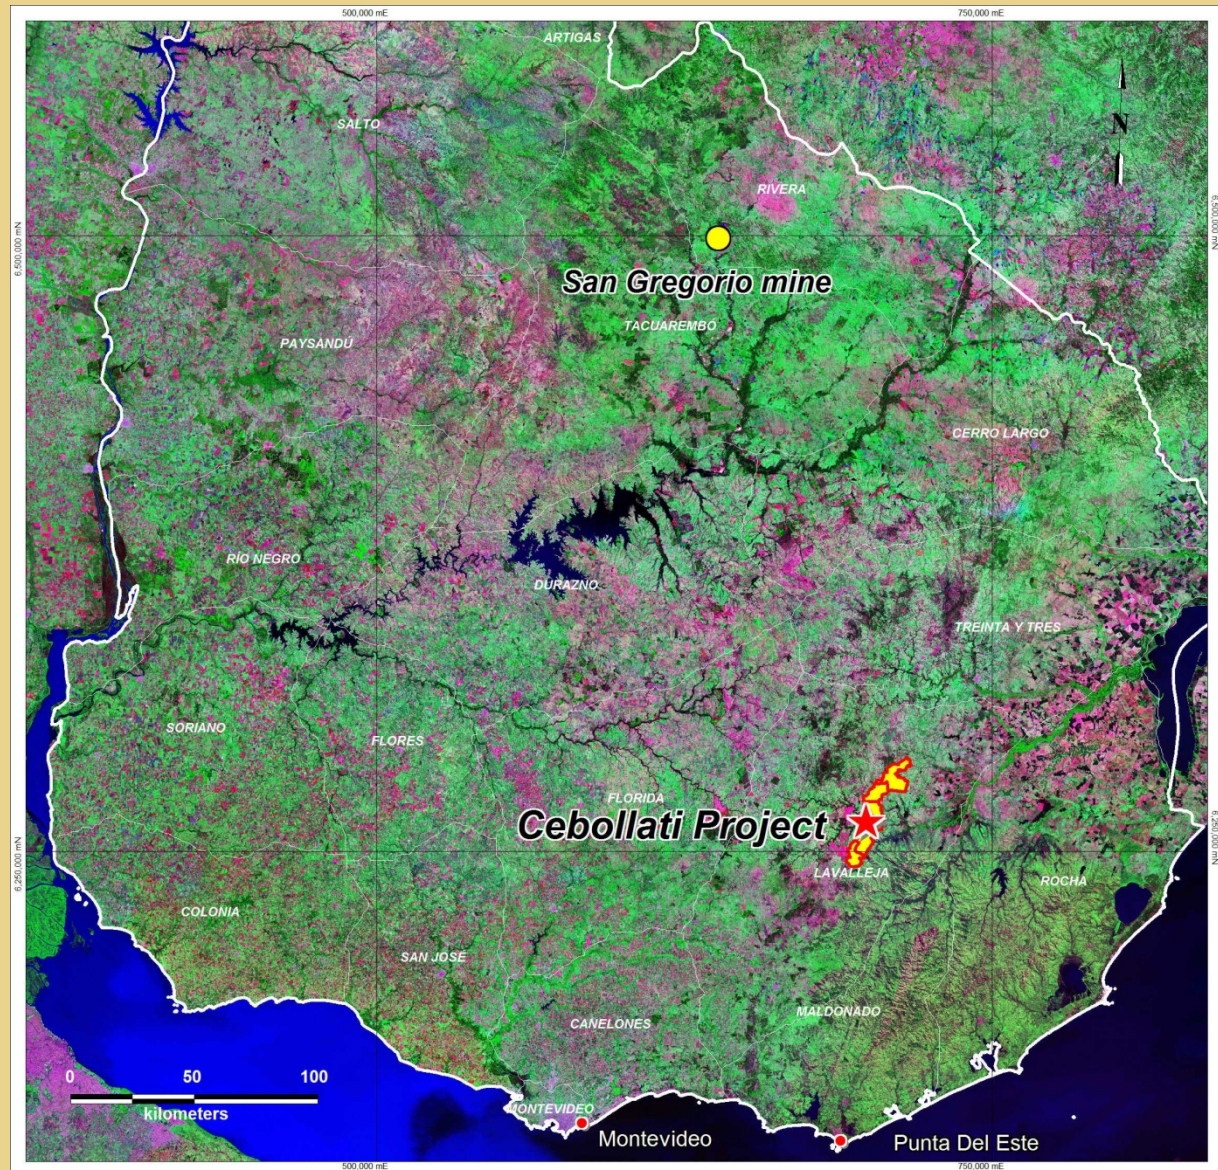 500,000 mE
750,000 mE
ARTIGAS
SALTO
N
RIVERA
6,500,000 mN
6,500,000 mN
San Gregorio mine
TACUAREMBÓ
PAYSANDÚ
CERRO LARGO
RÍO NEGRO
DURAZNO
TREINTA Y TRES
SORIANO
FLORES
FLORIDA
Cebollati Project
6,250,000 mN
6,250,000 mN
LAVALLEJA
ROCHA
COLONIA
SAN JOSÉ
MALDONADO
CANELONES
0 50 100
kilometers
MONTEVIDEO
Montevideo
Punta Del Este
500,000 mE
750,000 mE